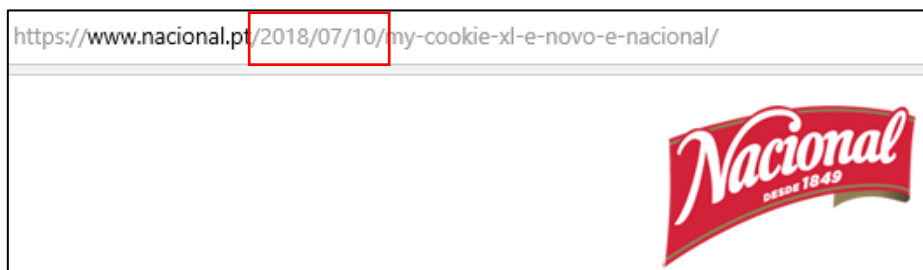 https://www.nacional.pt/2018/07/10/my-cookie-xl-e-novo-e-nacional/
Nacional
DESDE 1849